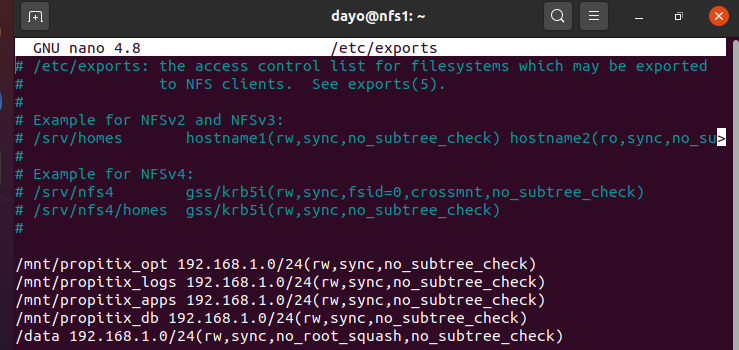 dayo@nfs1: ~
GNU nano 4.8 /etc/exports
# /etc/exports: the access control list for filesystems which may be exported
# to NFS clients. See exports(5).
#
# Example for NFSv2 and NFSv3:
# /srv/homes hostname1(rw,sync,no_subtree_check) hostname2(ro,sync,no_su>
#
# Example for NFSv4:
# /srv/nfs4 gss/krb5i(rw,sync,fsid=0,crossmnt,no_subtree_check)
# /srv/nfs4/homes gss/krb5i(rw,sync,no_subtree_check)
#
/mnt/propitix_opt 192.168.1.0/24(rw,sync,no_subtree_check)
/mnt/propitix_logs 192.168.1.0/24(rw,sync,no_subtree_check)
/mnt/propitix_apps 192.168.1.0/24(rw,sync,no_subtree_check)
/mnt/propitix_db 192.168.1.0/24(rw,sync,no_subtree_check)
/data 192.168.1.0/24(rw,sync,no_root_squash,no_subtree_check)